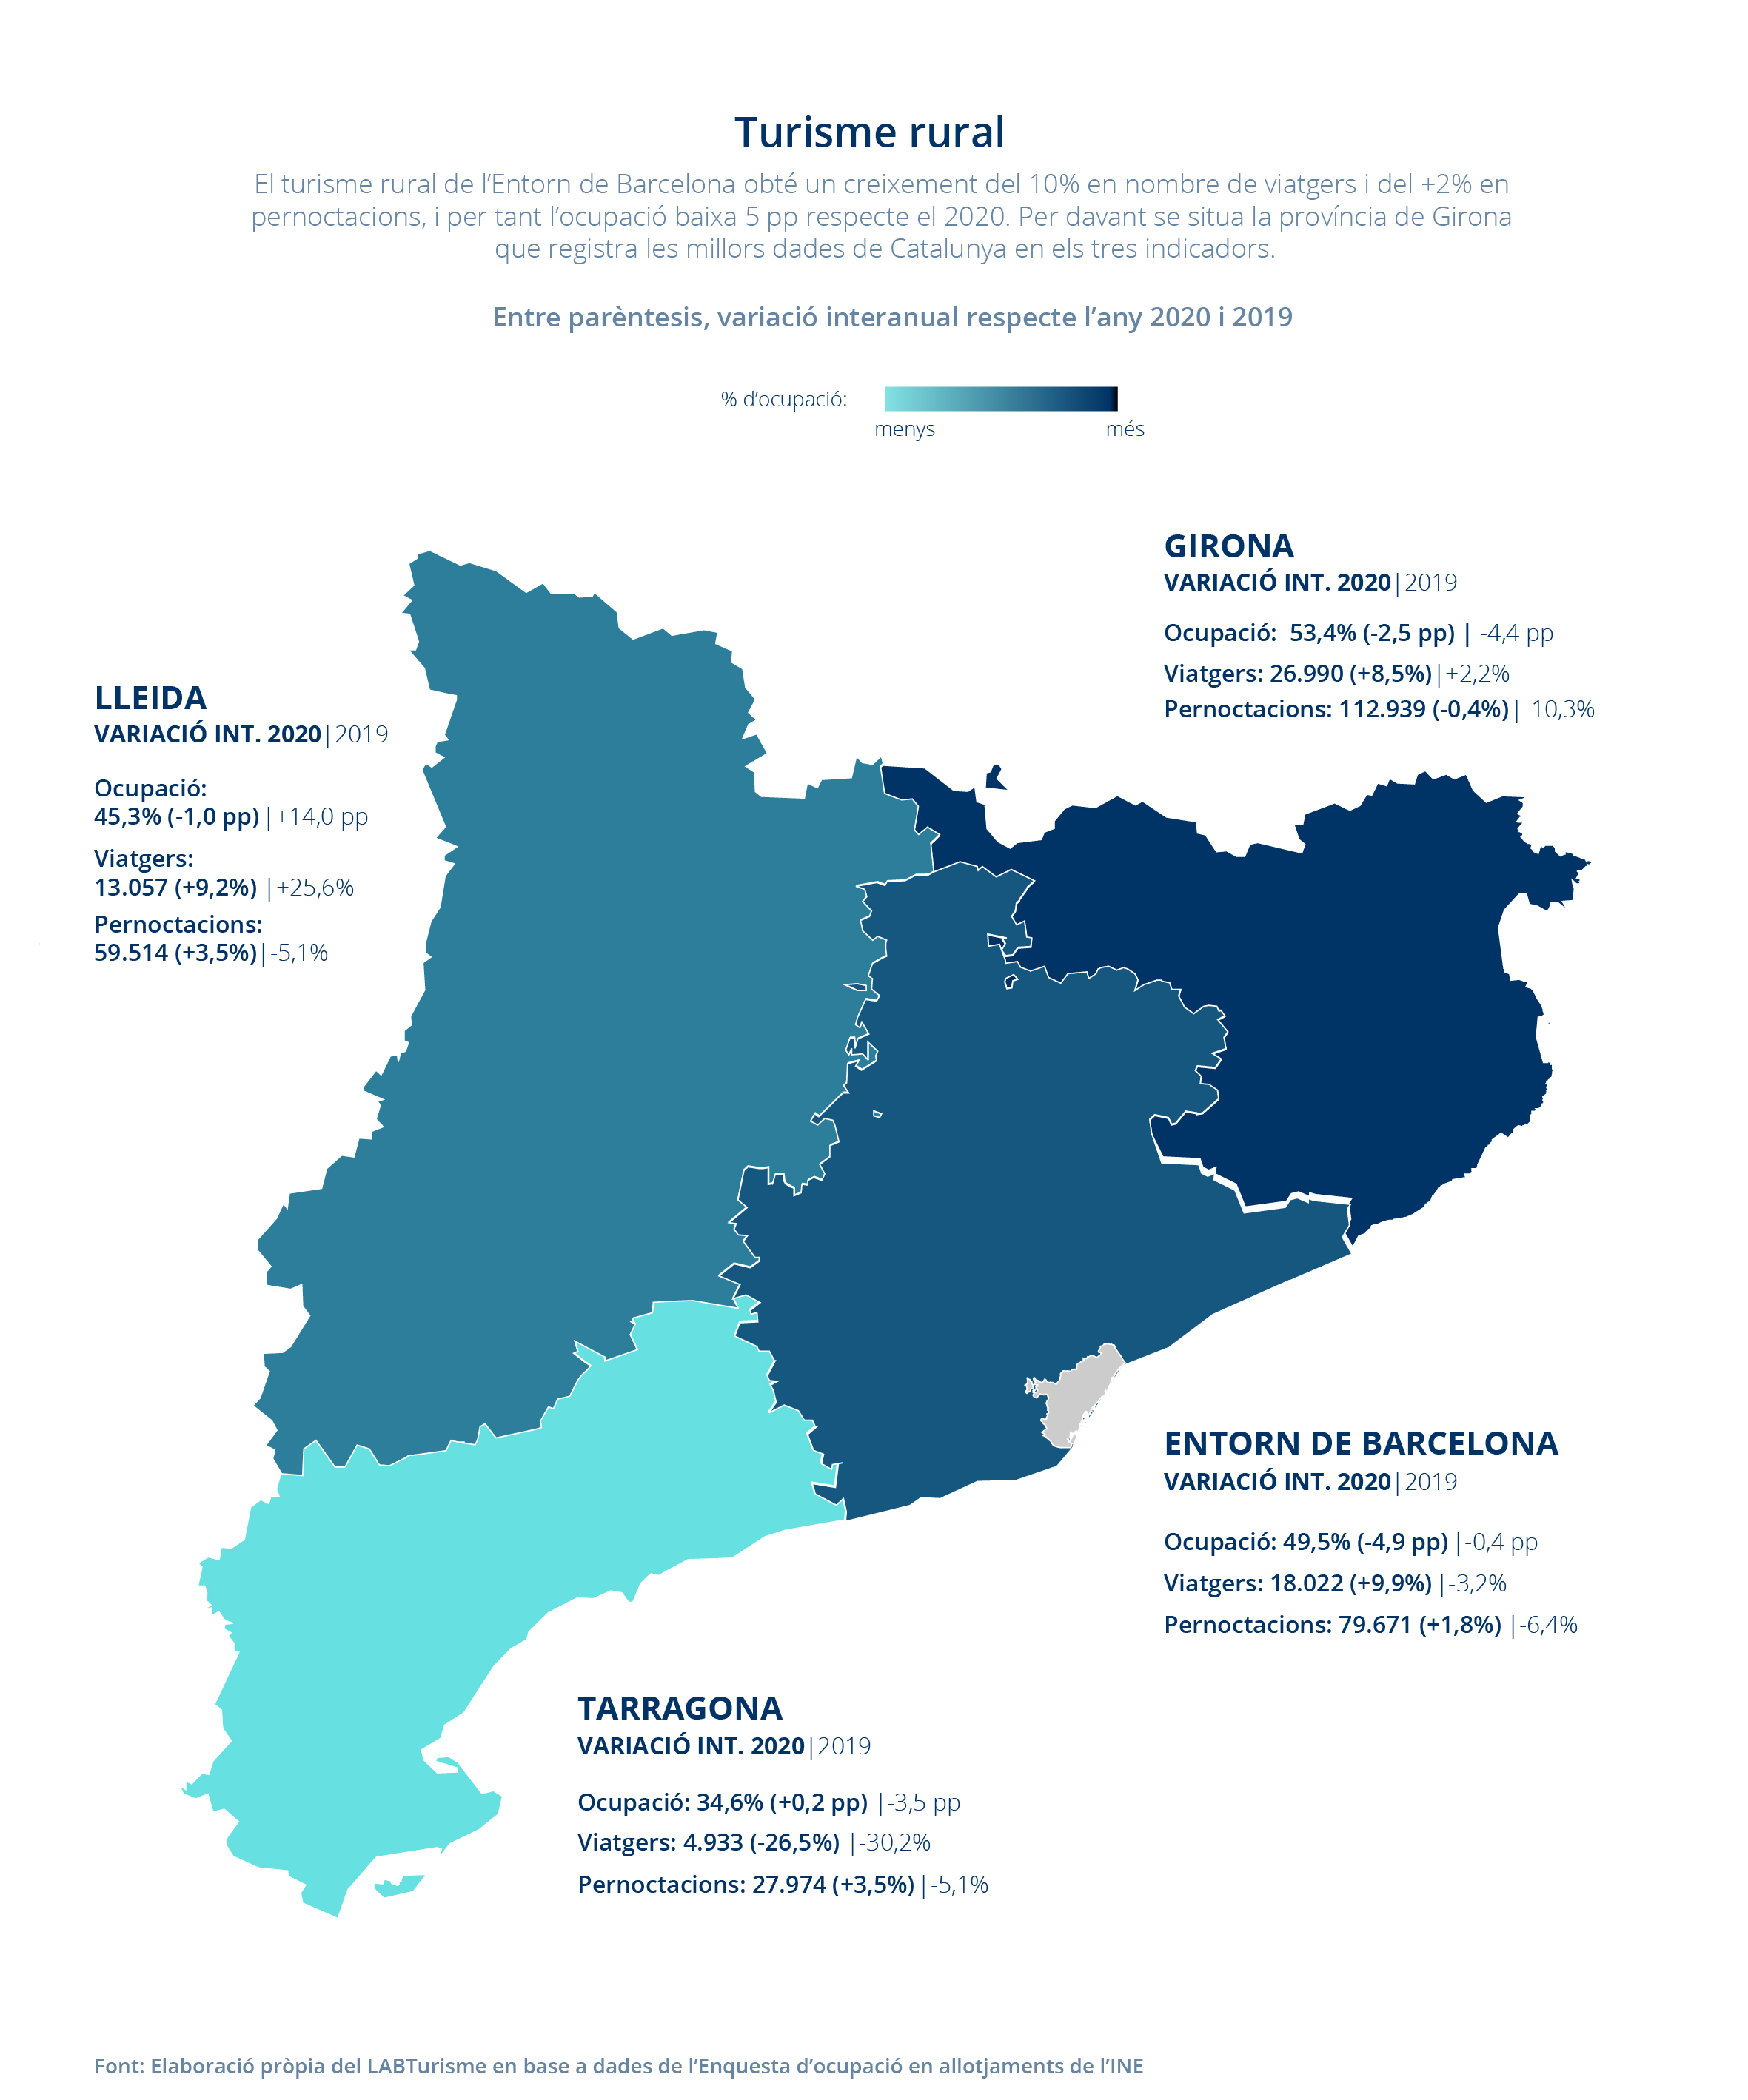 Turisme rural
El turisme rural de l’Entorn de Barcelona obté un creixement del 10% en nombre de viatgers i del +2% en
pernoctacions, i per tant l’ocupació baixa 5 pp respecte el 2020. Per davant se situa la província de Girona
que registra les millors dades de Catalunya en els tres indicadors.
Entre parèntesis, variació interanual respecte l’any 2020 i 2019
% d’ocupació:
menys més
GIRONA
VARIACIÓ INT. 2020|2019
Ocupació: 53,4% (-2,5 pp) | -4,4 pp
Viatgers: 26.990 (+8,5%)|+2,2%
Pernoctacions: 112.939 (-0,4%)|-10,3%
LLEIDA
VARIACIÓ INT. 2020|2019
Ocupació:
45,3% (-1,0 pp)|+14,0 pp
Viatgers:
13.057 (+9,2%) |+25,6%
Pernoctacions:
59.514 (+3,5%)|-5,1%
ENTORN DE BARCELONA
VARIACIÓ INT. 2020|2019
Ocupació: 49,5% (-4,9 pp) |-0,4 pp
Viatgers: 18.022 (+9,9%) |-3,2%
Pernoctacions: 79.671 (+1,8%) |-6,4%
TARRAGONA
VARIACIÓ INT. 2020|2019
Ocupació: 34,6% (+0,2 pp) |-3,5 pp
Viatgers: 4.933 (-26,5%) |-30,2%
Pernoctacions: 27.974 (+3,5%)|-5,1%
Font: Elaboració pròpia del LABTurisme en base a dades de l’Enquesta d’ocupació en allotjaments de l’INE